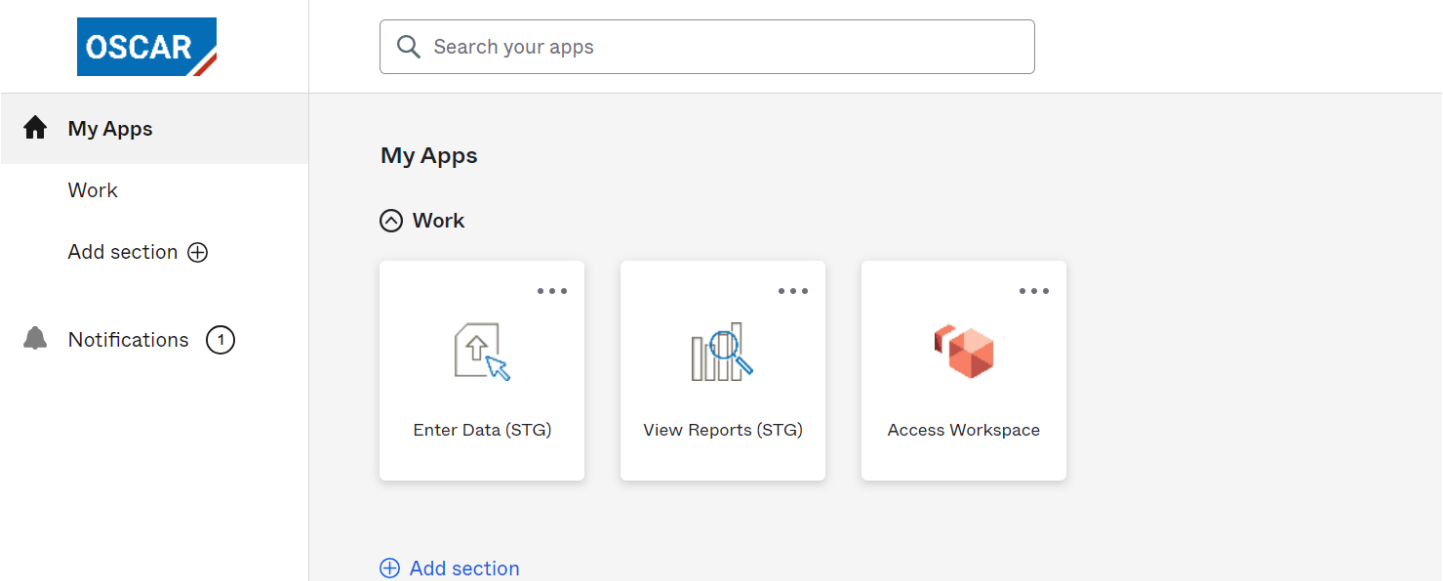 OSCAR
Search your apps
My Apps
Work
Add section
Notifications 1
My Apps
Work
Enter Data (STG)
View Reports (STG)
Access Workspace
Add section